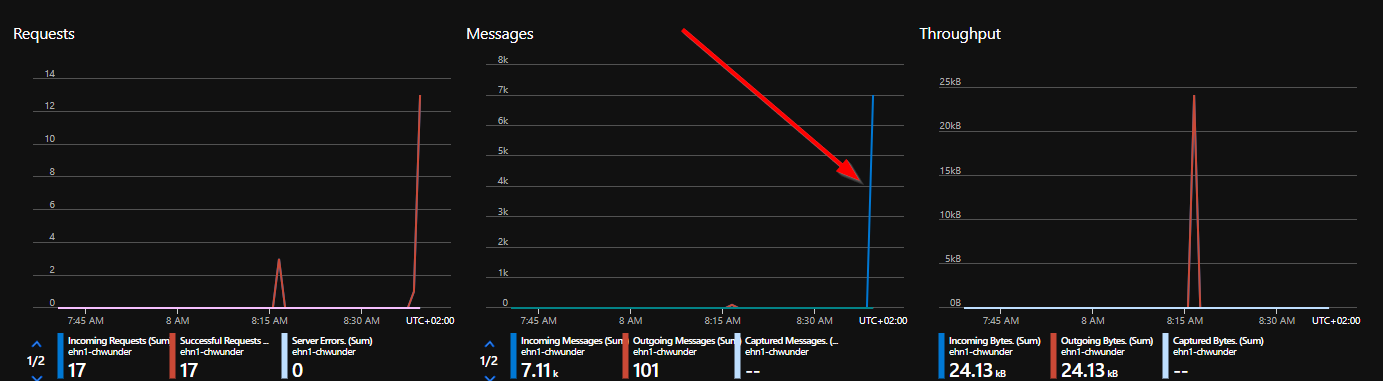 Requests
14
12
10
8
6
4
2
0
7:45 AM
8 AM
8:15 AM
8:30 AM
UTC+02:00
1/2
Incoming Requests (Sum)
ehn1-chwunder
17
Successful Requests ...
ehn1-chwunder
17
Server Errors. (Sum)
ehn1-chwunder
0
Messages
8k
7k
6k
5k
4k
3k
2k
1k
0
7:45 AM
8 AM
8:15 AM
8:30 AM
UTC+02:00
1/2
Incoming Messages (Sum)
ehn1-chwunder
7.11 k
Outgoing Messages (Sum)
ehn1-chwunder
101
Captured Messages. (...
ehn1-chwunder
--
Throughput
25kB
20kB
15kB
10kB
5kB
0B
7:45 AM
8 AM
8:15 AM
8:30 AM
UTC+02:00
Incoming Bytes. (Sum)
ehn1-chwunder
24.13 kB
Outgoing Bytes. (Sum)
ehn1-chwunder
24.13 kB
Captured Bytes. (Sum)
ehn1-chwunder
--